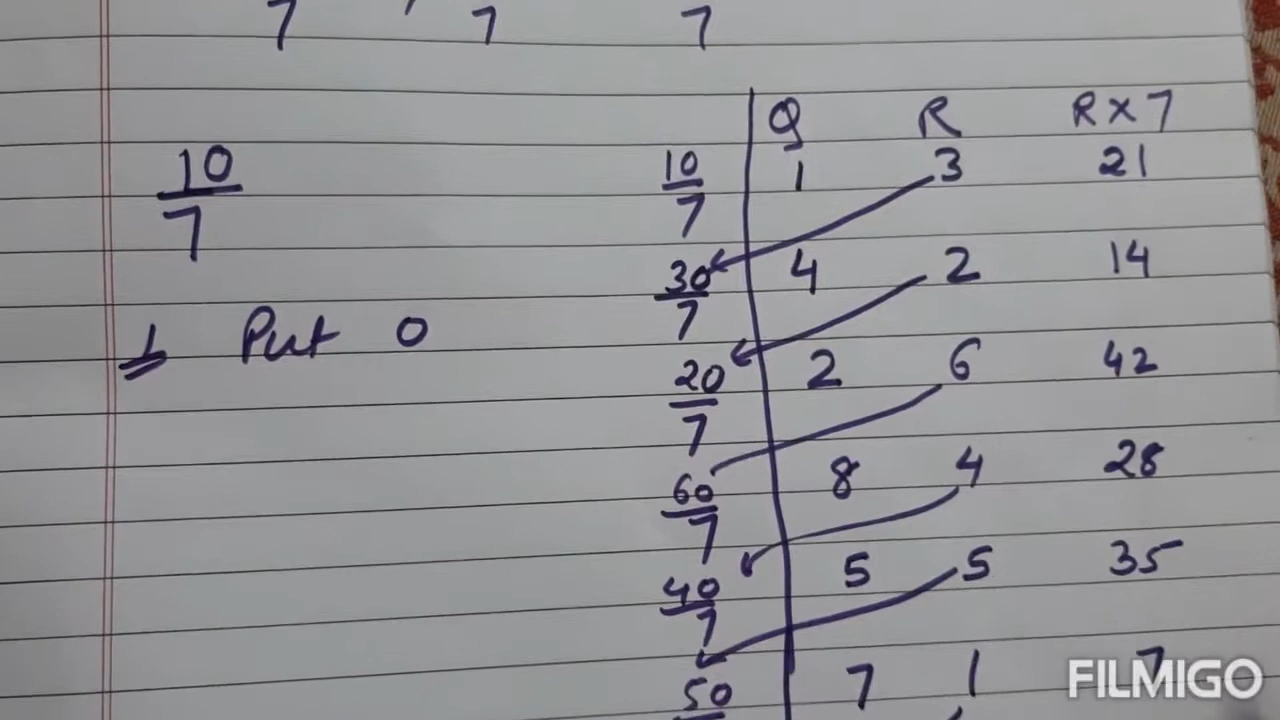 7 7 7
Q R R × 7
10/7 10/7 1 3 21
30/7 4 2 14
1 Put 0
20/7 2 6 42
60/7 8 4 28
40/7 5 5 35
50 7 1 7
FILMIGO